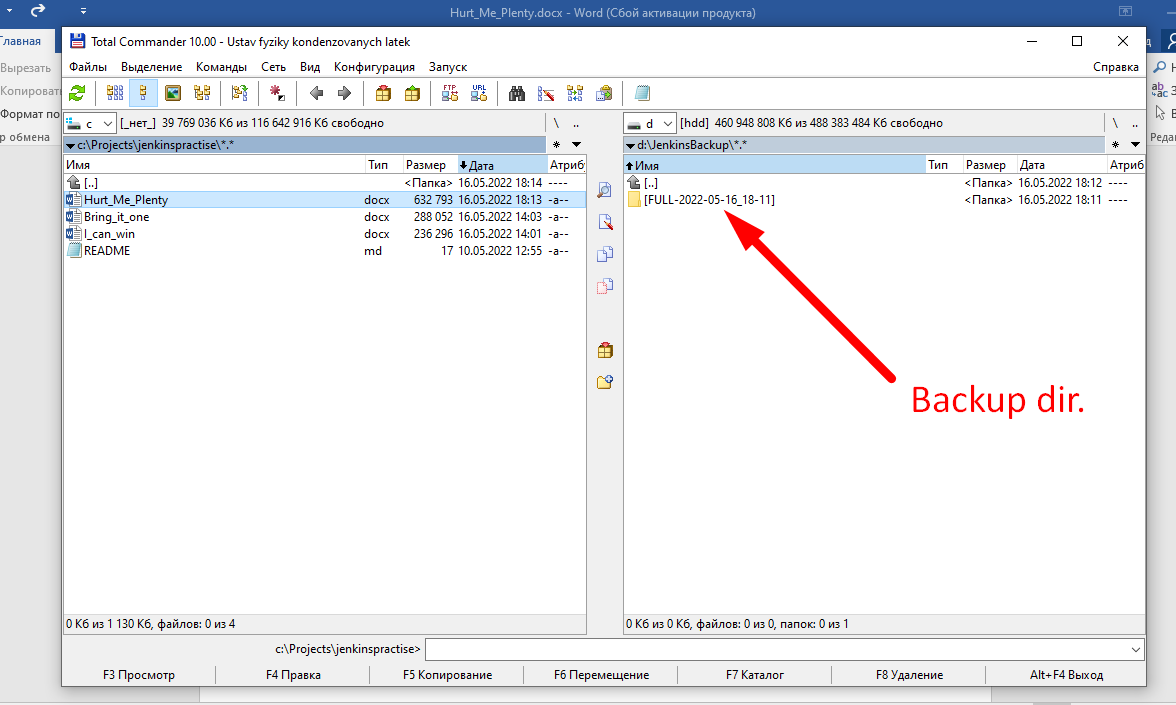 Hurt_Me_Plenty.docx - Word (Сбой активации продукта)
Главная
Вырезать
Копировать
Формат по
р обмена
Total Commander 10.00 - Ustav fyziky kondenzovanych latek
Файлы Выделение Команды Сеть Вид Конфигурация Запуск Справка
FTP URL
c [_нет_] 39 769 036 Кб из 116 642 916 Кб свободно \ ..
c:\Projects\jenkinspractise\*.* * 
Имя Тип Размер Дата Атрибу
[..] <Папка> 16.05.2022 18:14 ----
Hurt_Me_Plenty docx 632 793 16.05.2022 18:13 -a--
Bring_it_one docx 288 052 16.05.2022 14:03 -a--
I_can_win docx 236 296 16.05.2022 14:01 -a--
README md 17 10.05.2022 12:55 -a--
0 Кб из 1 130 Кб, файлов: 0 из 4
d [hdd] 460 948 808 Кб из 488 383 484 Кб свободно \ ..
d:\JenkinsBackup\*.* *
Имя Тип Размер Дата Атриб
[..] <Папка> 16.05.2022 18:12 ----
[FULL-2022-05-16_18-11] <Папка> 16.05.2022 18:11 ----
Backup dir.
0 Кб из 0 Кб, файлов: 0 из 0, папок: 0 из 1
c:\Projects\jenkinspractise>
F3 Просмотр F4 Правка F5 Копирование F6 Перемещение F7 Каталог F8 Удаление Alt+F4 Выход
Редак